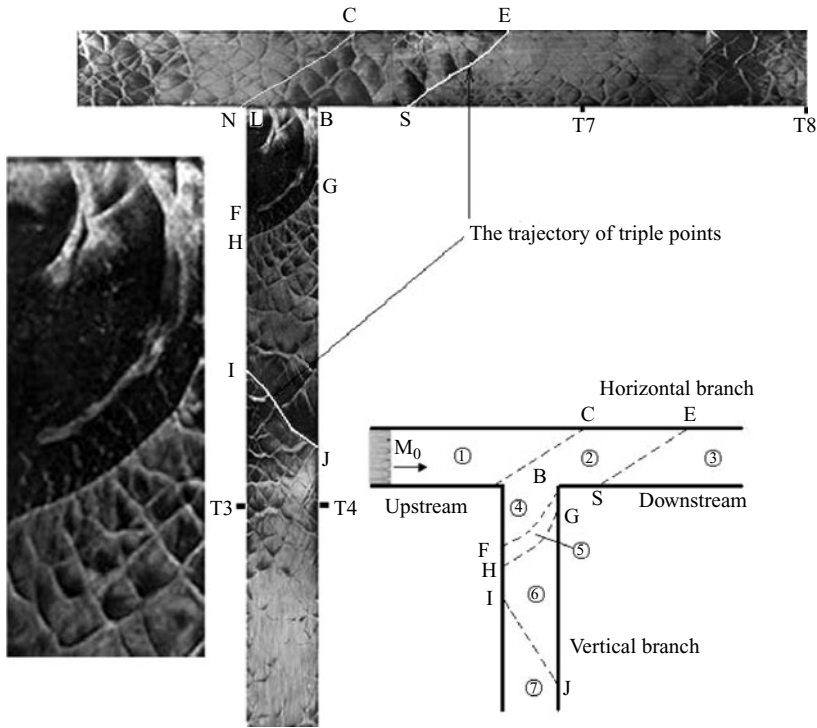 C E
N L B S T7 T8
G
F
H
The trajectory of triple points
I
J
T3 T4
Horizontal branch
C E
M0 1 2 3
B
Upstream 4 S Downstream
G
F 5
H
I 6
Vertical branch
7 J